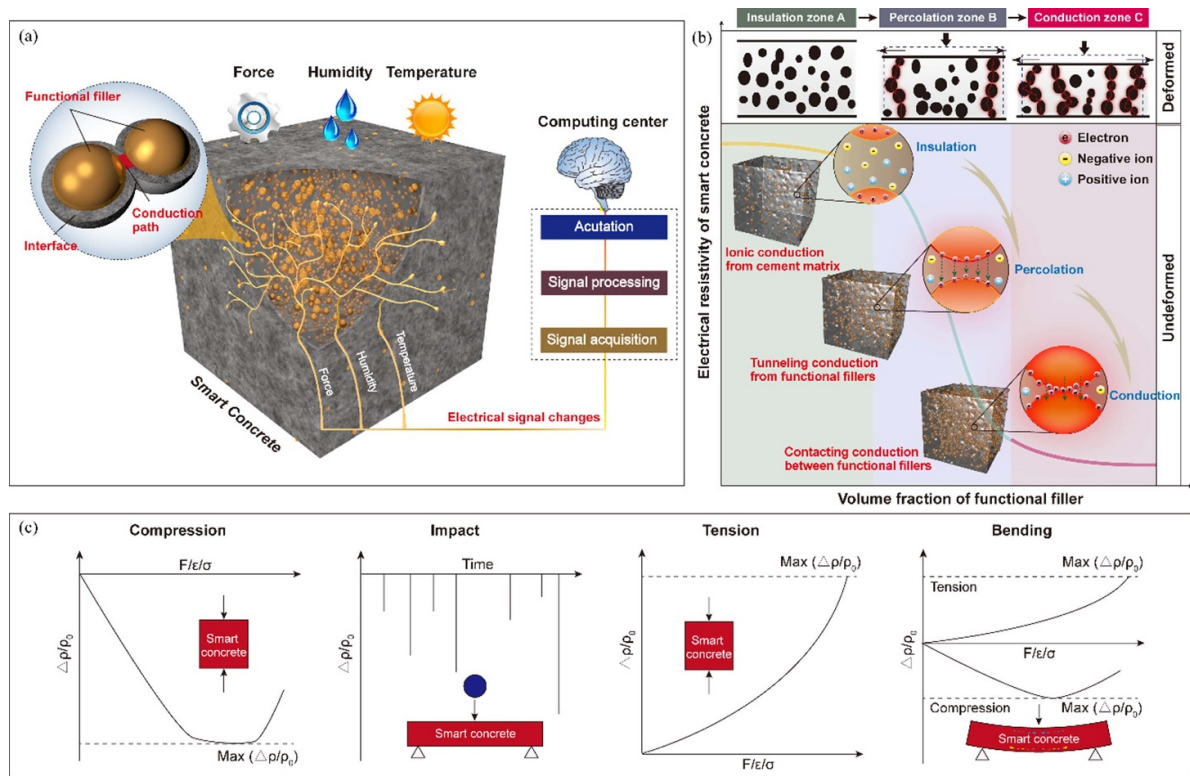 (a)
Force
Humidity
Temperature
Functional filler
Conduction
path
Interface
Computing center
Acutation
Signal processing
Signal acquisition
Force
Humidity
Temperature
Electrical signal changes
Smart Concrete
(b)
Insulation zone A
Percolation zone B
Conduction zone C
Deformed
Undeformed
Electrical resistivity of smart concrete
Insulation
e Electron
- Negative ion
+ Positive ion
Ionic conduction
from cement matrix
Percolation
Tunneling conduction
from functional fillers
Conduction
Contacting conduction
between functional fillers
Volume fraction of functional filler
(c)
Compression
F/ε/σ
△ρ/ρ₀
Smart
concrete
Max (△ρ/ρ₀)
Impact
Time
△ρ/ρ₀
Smart concrete
Tension
Max (△ρ/ρ₀)
△ρ/ρ₀
Smart
concrete
F/ε/σ
Bending
Max (△ρ/ρ₀)
Tension
△ρ/ρ₀
F/ε/σ
Compression
Max (△ρ/ρ₀)
Smart concrete